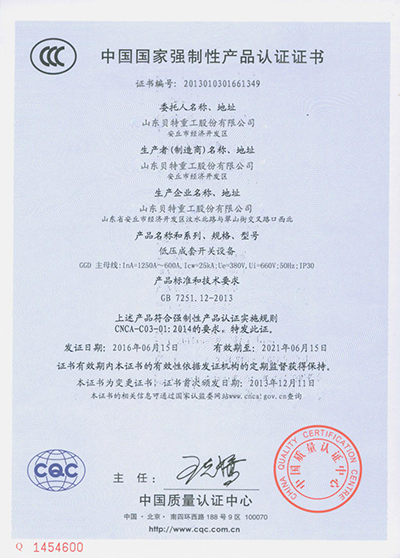 CCC
中国国家强制性产品认证证书
证书编号: 2013010301661349
委托人名称、地址
山东贝特重工股份有限公司
安丘市经济开发区
生产者(制造商)名称、地址
山东贝特重工股份有限公司
安丘市经济开发区
生产企业名称、地址
山东贝特重工股份有限公司
山东省安丘市经济开发区汶水北路与翠山街交叉路口西北
产品名称和系列、规格、型号
低压成套开关设备
GGD 主母线:InA=1250A~600A,Icw=25kA;Ue=380V,Ui=660V;50Hz;IP30
产品标准和技术要求
GB 7251.12-2013
上述产品符合强制性产品认证实施规则
CNCA-C03-01:2014的要求,特发此证。
发证日期: 2016年06月15日 有效期至: 2021年06月15日
证书有效期内本证书的有效性依据发证机构的定期监督获得保持。
本证书为变更证书; 证书首次颁发日期: 2013年12月11日
本证书的相关信息可通过国家认监委网站www.cnca.gov.cn查询
CQC
主任:
中国质量认证中心
CHINA QUALITY CERTIFICATION CENTRE
中国质量认证中心
中国·北京·南四环西路188号9区 100070
http://www.cqc.com.cn
Q 1454600